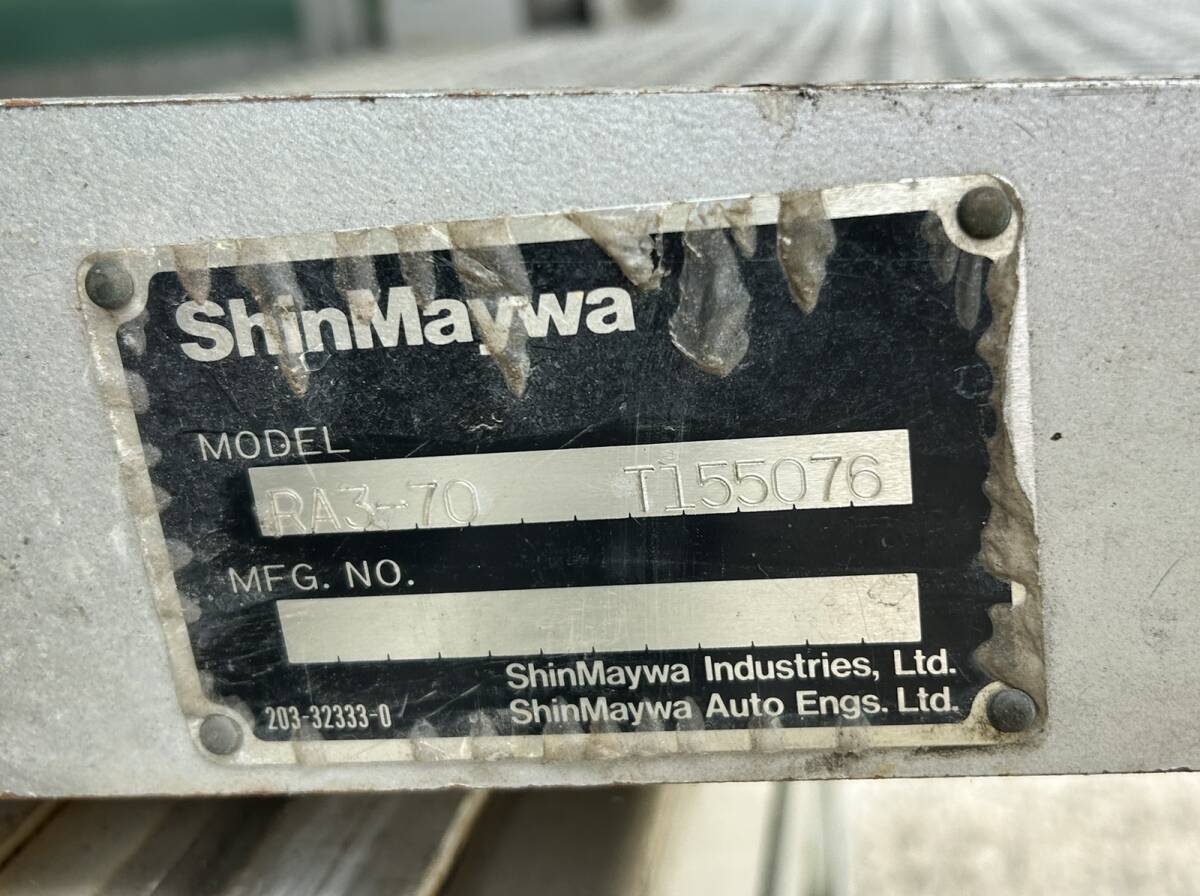 ShinMaywa
MODEL
RA3-70 T155076
MFG. NO.
ShinMaywa Industries, Ltd.
203-32333-0 ShinMaywa Auto Engs. Ltd.